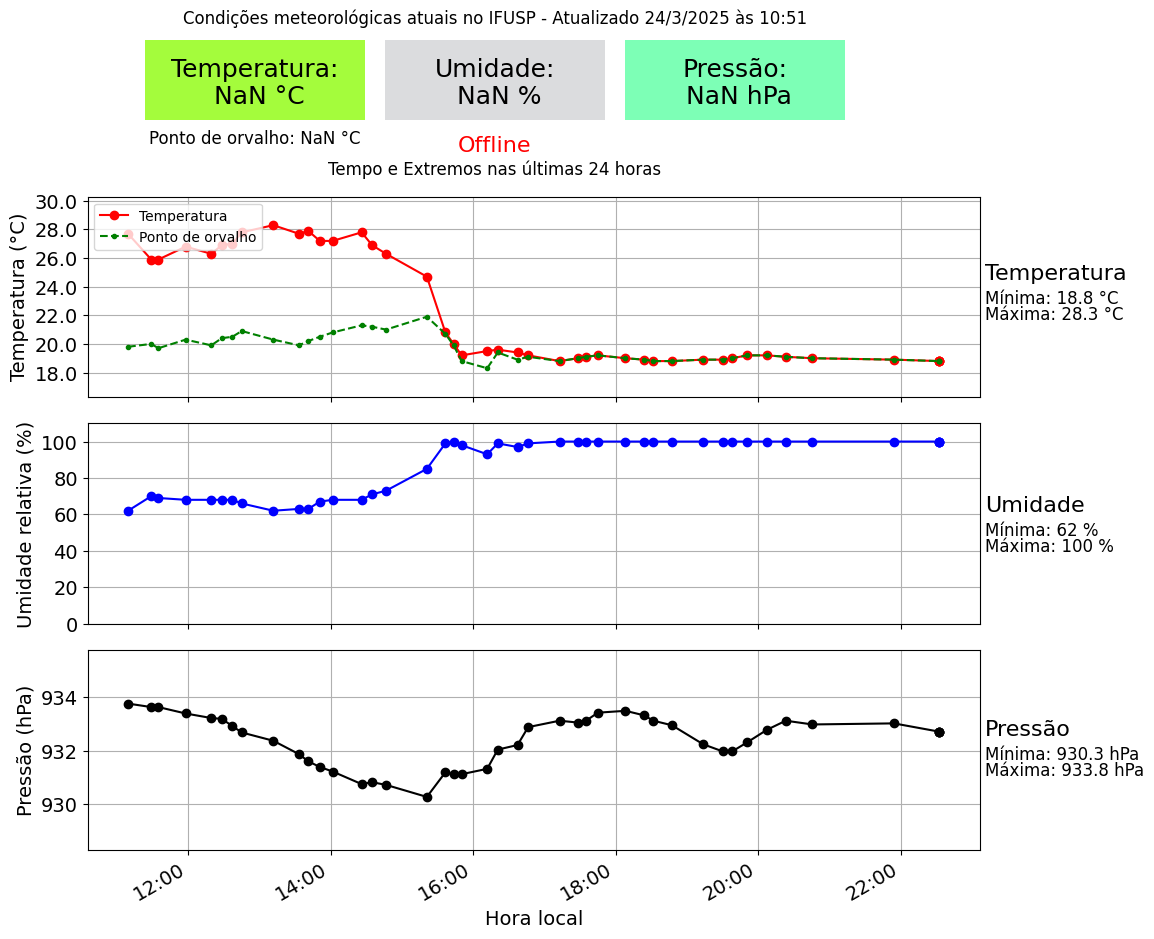 Condições meteorológicas atuais no IFUSP - Atualizado 24/3/2025 às 10:51
Temperatura:
NaN °C
Umidade:
NaN %
Pressão:
NaN hPa
Ponto de orvalho: NaN °C
Offline
Tempo e Extremos nas últimas 24 horas
Temperatura (°C)
30.0
28.0
26.0
24.0
22.0
20.0
18.0
Temperatura
Ponto de orvalho
Temperatura
Mínima: 18.8 °C
Máxima: 28.3 °C
Umidade relativa (%)
100
80
60
40
20
0
Umidade
Mínima: 62 %
Máxima: 100 %
Pressão (hPa)
934
932
930
Pressão
Mínima: 930.3 hPa
Máxima: 933.8 hPa
12:00
14:00
16:00
18:00
20:00
22:00
Hora local